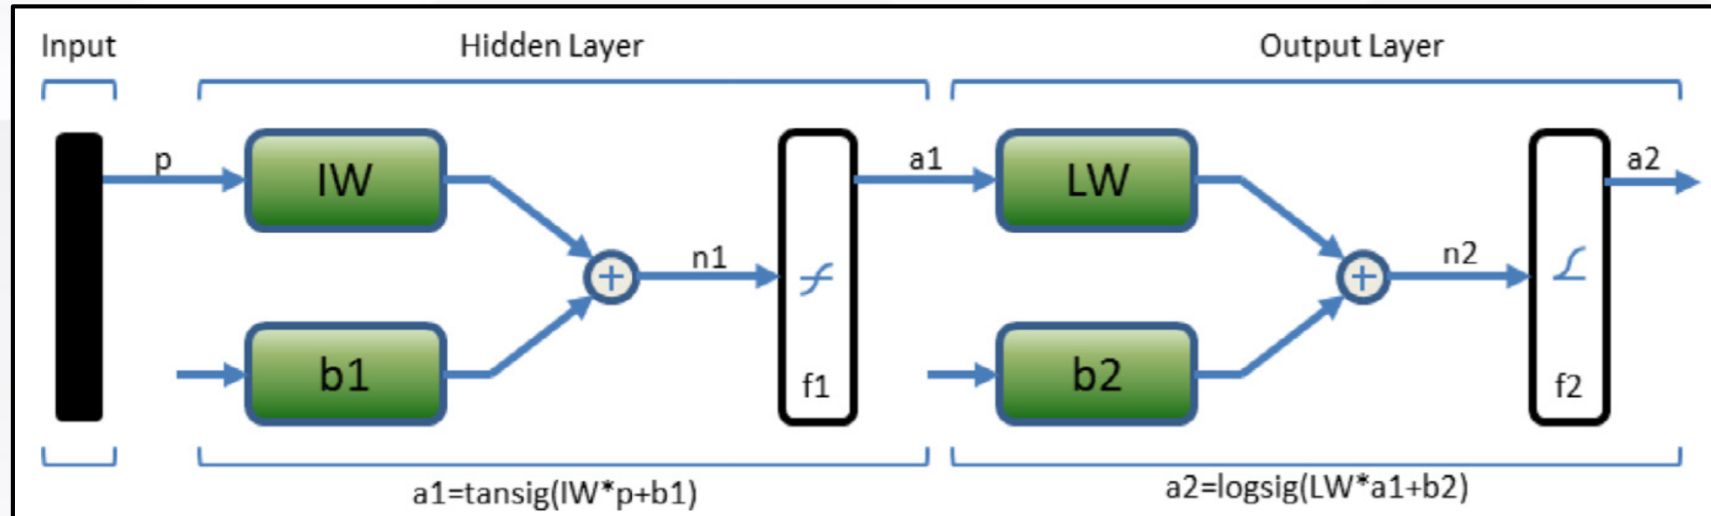 Input
Hidden Layer
Output Layer
p
IW
a1
LW
a2
n1
n2
b1
f1
b2
f2
a1=tansig(IW*p+b1)
a2=logsig(LW*a1+b2)